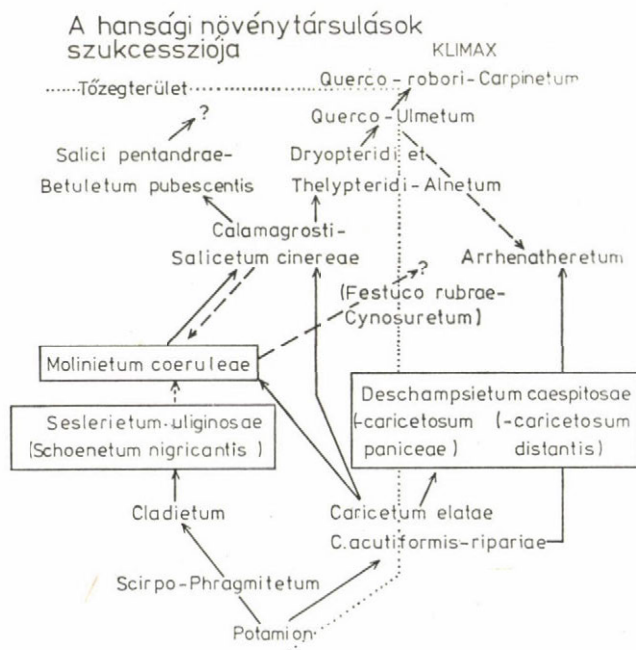 A hansági növénytársulások
szukcessziója
KLIMAX
Querco-robori-Carpinetum
Tőzegterület
?
Querco-Ulmetum
Salici pentandrae-
Betuletum pubescentis
Dryopteridi et
Thelypteridi-Alnetum
Calamagrosti-
Salicetum cinereae
Arrhenatheretum
?
(Festuco rubrae-
Cynosuretum)
Molinietum coeruleae
Deschampsietum caespitosae
(-caricetosum (-caricetosum
paniceae) distantis)
Seslerietum uliginosae
(Schoenetum nigricantis)
Cladietum
Caricetum elatae
C.acutiformis-ripariae
Scirpo-Phragmitetum
Potamion